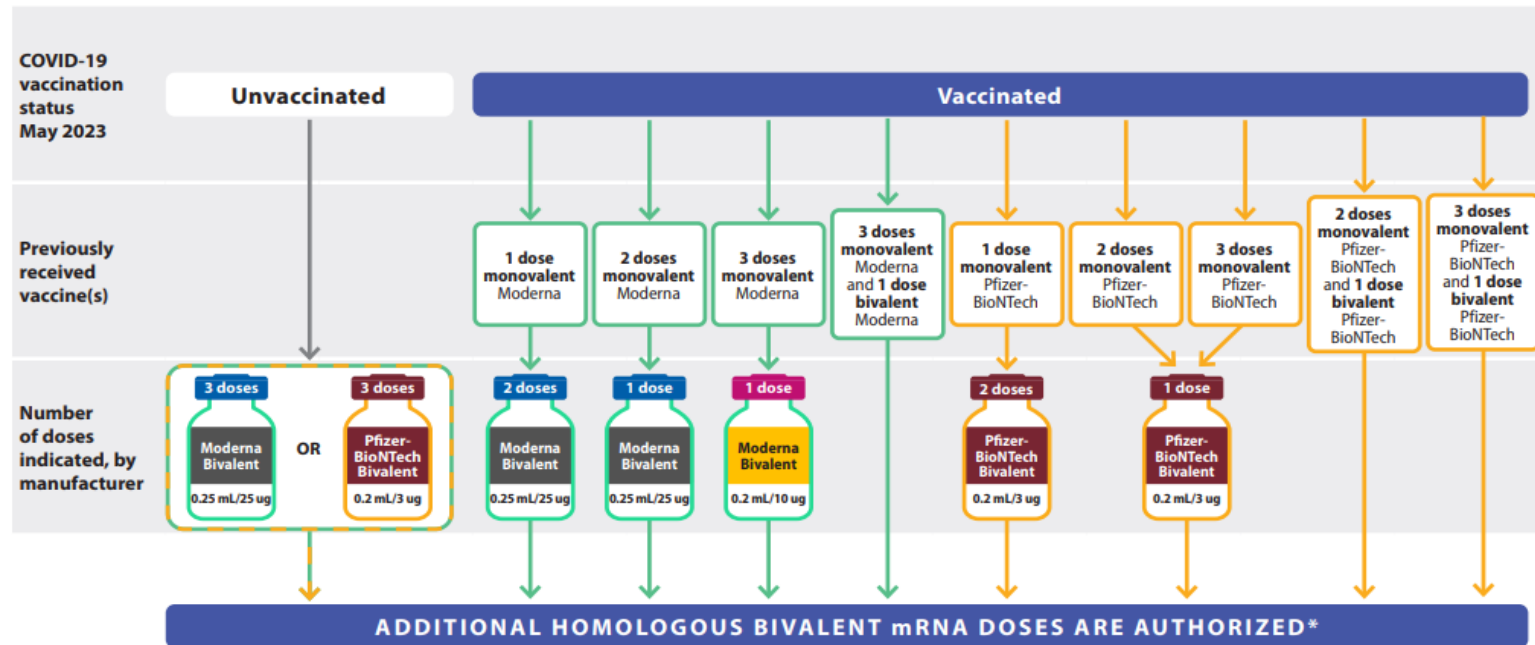 COVID-19
vaccination
status
May 2023
Unvaccinated
Vaccinated
Previously
received
vaccine(s)
1 dose
monovalent
Moderna
2 doses
monovalent
Moderna
3 doses
monovalent
Moderna
3 doses
monovalent
Moderna
and 1 dose
bivalent
Moderna
1 dose
monovalent
Pfizer-
BioNTech
2 doses
monovalent
Pfizer-
BioNTech
3 doses
monovalent
Pfizer-
BioNTech
2 doses
monovalent
Pfizer-
BioNTech
and 1 dose
bivalent
Pfizer-
BioNTech
3 doses
monovalent
Pfizer-
BioNTech
and 1 dose
bivalent
Pfizer-
BioNTech
Number
of doses
indicated, by
manufacturer
3 doses
Moderna
Bivalent
0.25 mL/25 ug
OR
3 doses
Pfizer-
BioNTech
Bivalent
0.2 mL/3 ug
2 doses
Moderna
Bivalent
0.25 mL/25 ug
1 dose
Moderna
Bivalent
0.25 mL/25 ug
1 dose
Moderna
Bivalent
0.2 mL/10 ug
2 doses
Pfizer-
BioNTech
Bivalent
0.2 mL/3 ug
1 dose
Pfizer-
BioNTech
Bivalent
0.2 mL/3 ug
ADDITIONAL HOMOLOGOUS BIVALENT mRNA DOSES ARE AUTHORIZED*